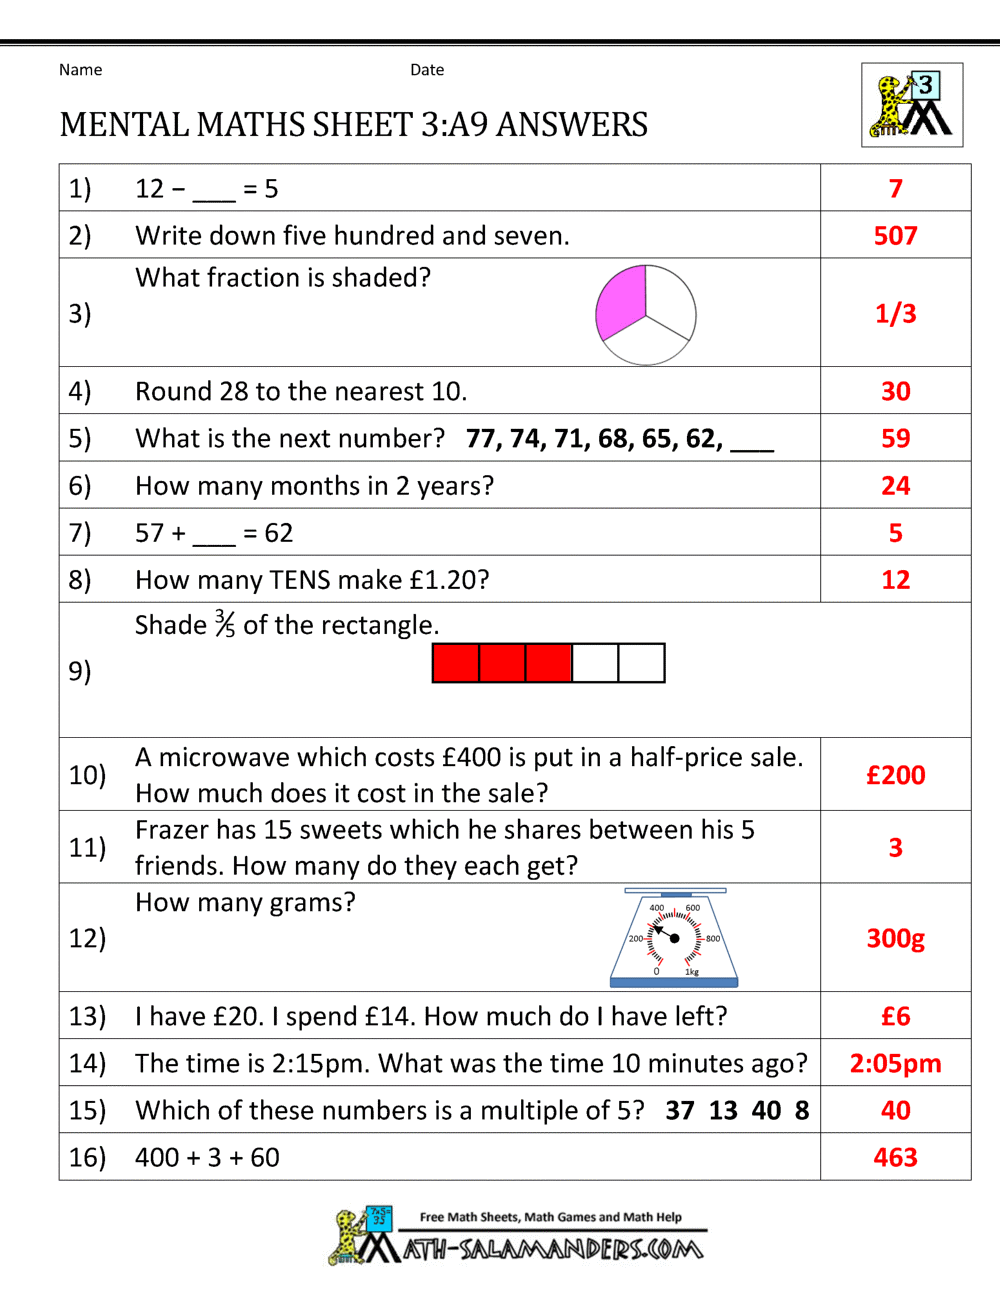 Name Date
3
MENTAL MATHS SHEET 3:A9 ANSWERS
1) 12 − ___ = 5 7
2) Write down five hundred and seven. 507
What fraction is shaded?
3) 1/3
4) Round 28 to the nearest 10. 30
5) What is the next number? 77, 74, 71, 68, 65, 62, ___ 59
6) How many months in 2 years? 24
7) 57 + ___ = 62 5
8) How many TENS make £1.20? 12
Shade 3/5 of the rectangle.
9)
A microwave which costs £400 is put in a half-price sale.
10) £200
How much does it cost in the sale?
Frazer has 15 sweets which he shares between his 5
11) 3
friends. How many do they each get?
How many grams?
400 600
12) 200 800 300g
0 1kg
13) I have £20. I spend £14. How much do I have left? £6
14) The time is 2:15pm. What was the time 10 minutes ago? 2:05pm
15) Which of these numbers is a multiple of 5? 37 13 40 8 40
16) 400 + 3 + 60 463
7x5=
35
Free Math Sheets, Math Games and Math Help
MATH-SALAMANDERS.COM